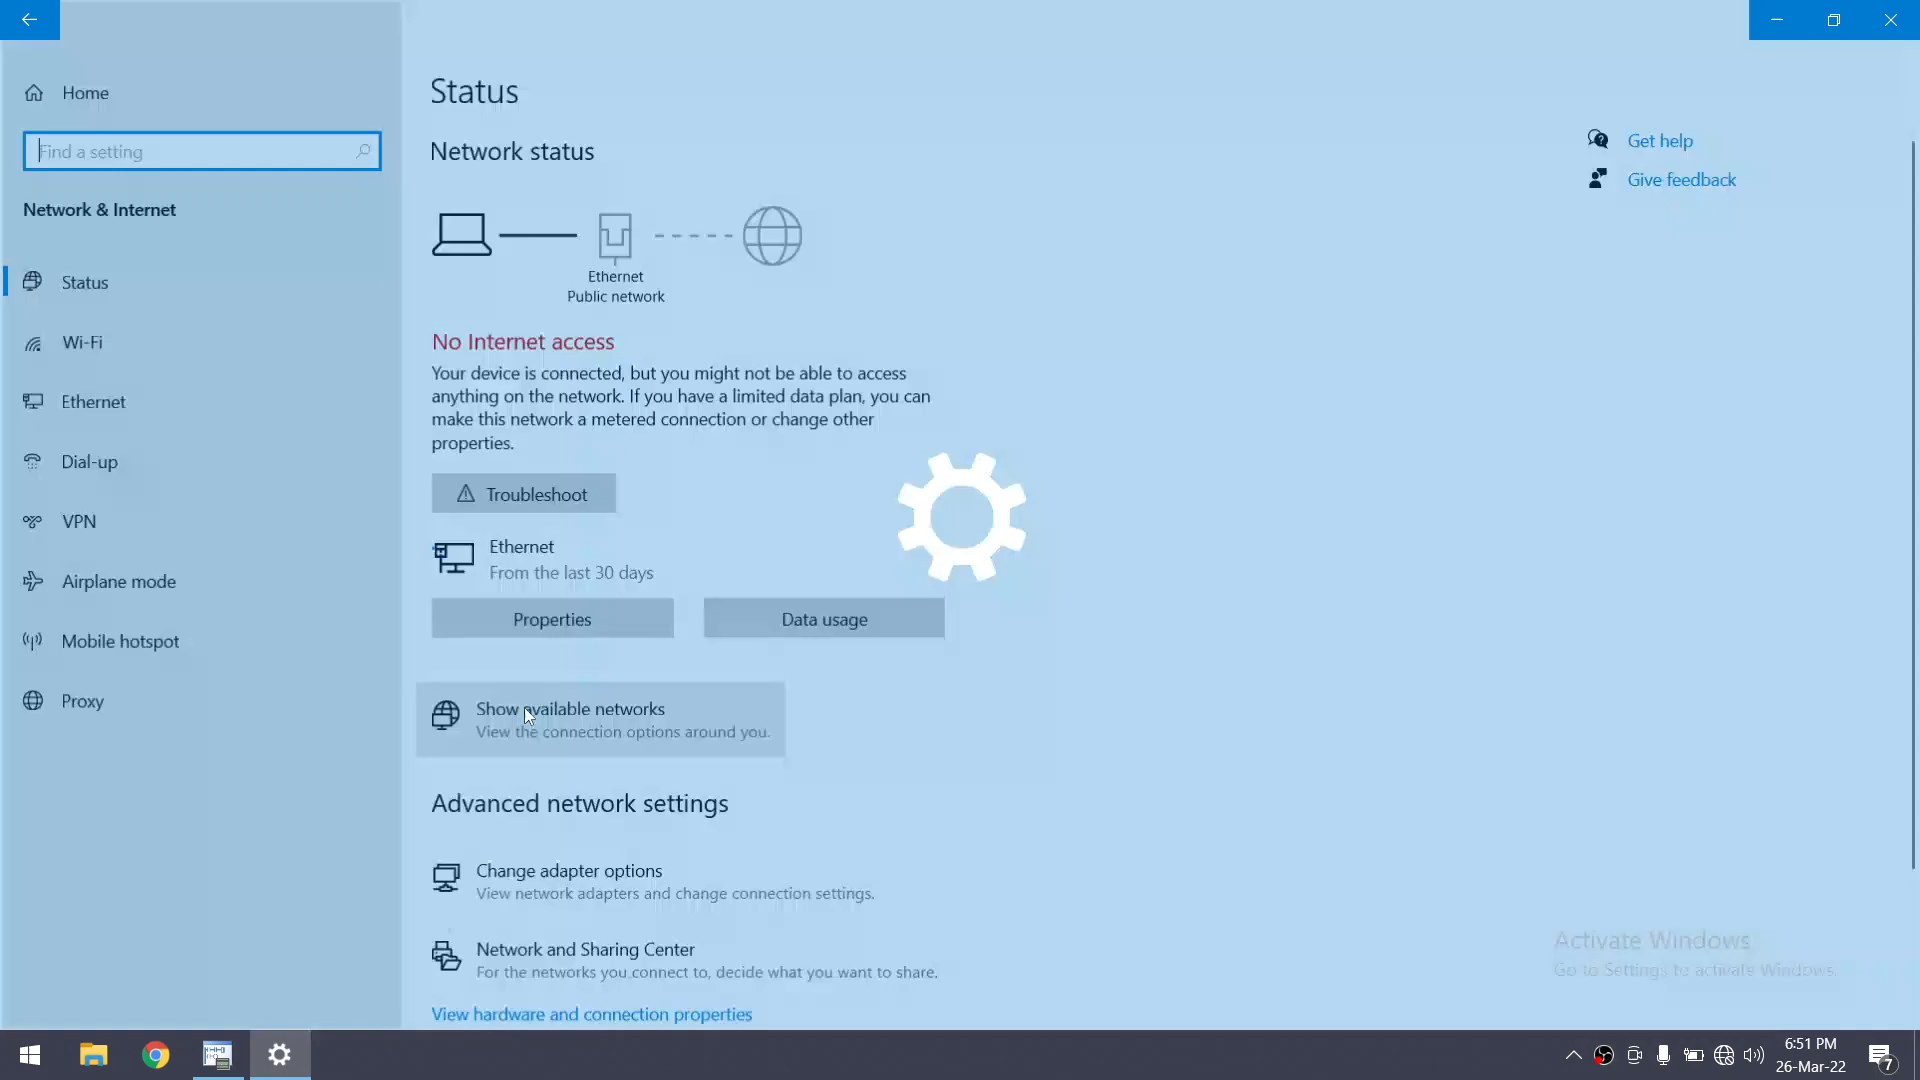 Home
Find a setting
Network & Internet
Status
Wi-Fi
Ethernet
Dial-up
VPN
Airplane mode
Mobile hotspot
Proxy
Status
Network status
Ethernet
Public network
No Internet access
Your device is connected, but you might not be able to access
anything on the network. If you have a limited data plan, you can
make this network a metered connection or change other
properties.
Troubleshoot
Ethernet
From the last 30 days
Properties
Data usage
Show available networks
View the connection options around you.
Advanced network settings
Change adapter options
View network adapters and change connection settings.
Network and Sharing Center
For the networks you connect to, decide what you want to share.
View hardware and connection properties
Get help
Give feedback
Activate Windows
Go to Settings to activate Windows.
6:51 PM
26-Mar-22
7